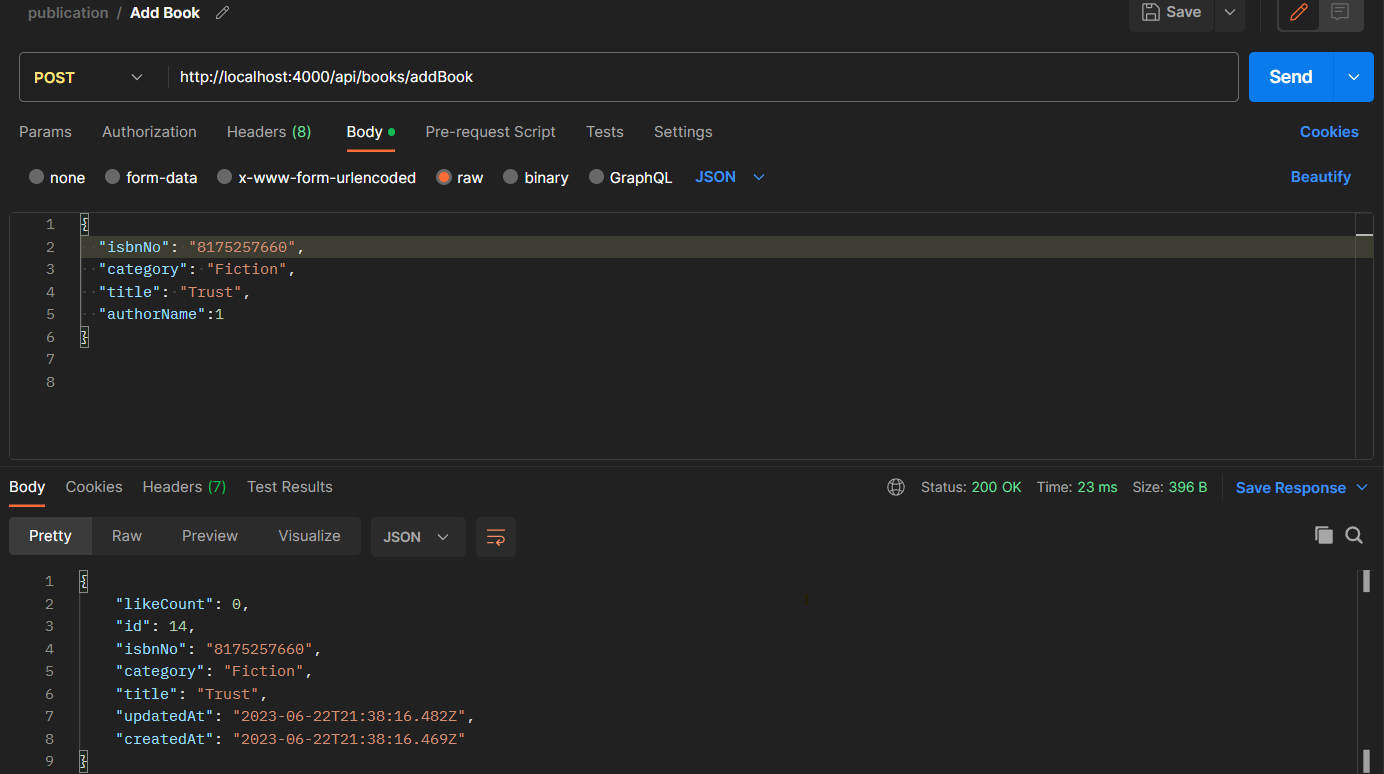 publication / Add Book
Save
POST http://localhost:4000/api/books/addBook Send
Params Authorization Headers (8) Body Pre-request Script Tests Settings Cookies
none form-data x-www-form-urlencoded raw binary GraphQL JSON Beautify
1 {
2 "isbnNo": "8175257660",
3 "category": "Fiction",
4 "title": "Trust",
5 "authorName":1
6 }
7
8
Body Cookies Headers (7) Test Results Status: 200 OK Time: 23 ms Size: 396 B Save Response
Pretty Raw Preview Visualize JSON
1 {
2 "likeCount": 0,
3 "id": 14,
4 "isbnNo": "8175257660",
5 "category": "Fiction",
6 "title": "Trust",
7 "updatedAt": "2023-06-22T21:38:16.482Z",
8 "createdAt": "2023-06-22T21:38:16.469Z"
9 }